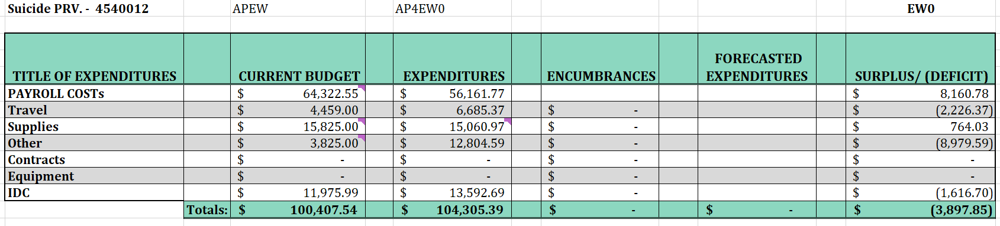 Suicide PRV. - 4540012 APEW AP4EW0 EW0
FORECASTED
TITLE OF EXPENDITURES CURRENT BUDGET EXPENDITURES ENCUMBRANCES EXPENDITURES SURPLUS/ (DEFICIT)
PAYROLL COSTs $ 64,322.55 $ 56,161.77 $ 8,160.78
Travel $ 4,459.00 $ 6,685.37 $ - $ (2,226.37)
Supplies $ 15,825.00 $ 15,060.97 $ - $ 764.03
Other $ 3,825.00 $ 12,804.59 $ - $ (8,979.59)
Contracts $ - $ - $ - $ -
Equipment $ - $ - $ - $ -
IDC $ 11,975.99 $ 13,592.69 $ - $ (1,616.70)
Totals: $ 100,407.54 $ 104,305.39 $ - $ - $ (3,897.85)